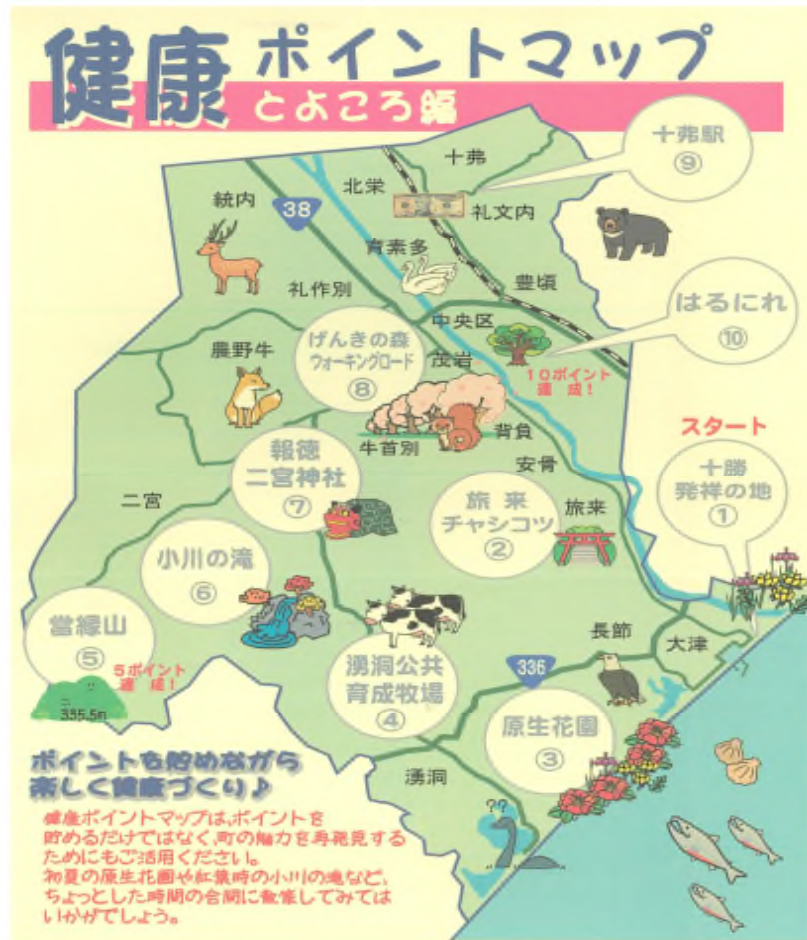 健康 ポイントマップ
とよころ編
十弗駅
⑨
十弗
北栄
礼文内
統内
38
育素多
豊頃
礼作別
はるにれ
⑩
中央区
農野牛
げんきの森
ウォーキングロード
⑧
茂岩
10ポイント
達成！
スタート
十勝
発祥の地
①
牛首別
背負
安骨
報徳
二宮神社
⑦
二宮
旅来
チャシコツ
②
旅来
小川の滝
⑥
當縁山
⑤
5ポイント
達成！
335.5m
湧洞公共
育成牧場
④
336
長節
大津
原生花園
③
湧洞
??
ポイントを貯めながら
楽しく健康づくり♪
健康ポイントマップは、ポイントを
貯めるだけではなく、町の魅力を再発見する
ためにもご活用ください。
初夏の原生花園や紅葉時の小川の滝など、
ちょっとした時間の合間に散策してみては
いかがでしょう。